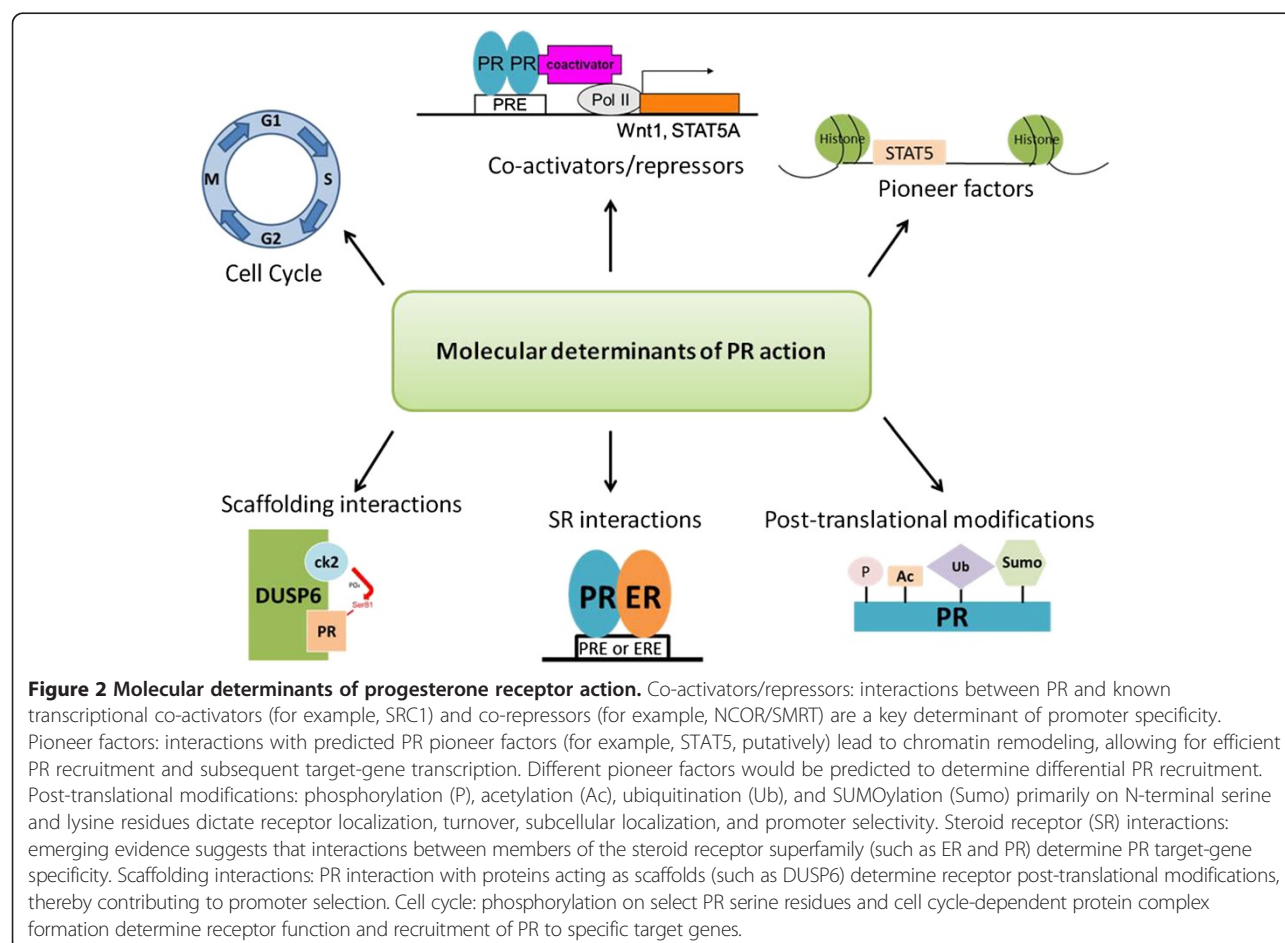 PR PR coactivator
PRE
Pol II
Wnt1, STAT5A
Co-activators/repressors
Histone
STAT5
Histone
Pioneer factors
G1
S
G2
M
Cell Cycle
Molecular determinants of PR action
Scaffolding interactions
DUSP6
ck2
PO₄
Ser81
PR
SR interactions
PR ER
PRE or ERE
Post-translational modifications
P
Ac
Ub
Sumo
PR
Figure 2 Molecular determinants of progesterone receptor action. Co-activators/repressors: interactions between PR and known
transcriptional co-activators (for example, SRC1) and co-repressors (for example, NCOR/SMRT) are a key determinant of promoter specificity.
Pioneer factors: interactions with predicted PR pioneer factors (for example, STAT5, putatively) lead to chromatin remodeling, allowing for efficient
PR recruitment and subsequent target-gene transcription. Different pioneer factors would be predicted to determine differential PR recruitment.
Post-translational modifications: phosphorylation (P), acetylation (Ac), ubiquitination (Ub), and SUMOylation (Sumo) primarily on N-terminal serine
and lysine residues dictate receptor localization, turnover, subcellular localization, and promoter selectivity. Steroid receptor (SR) interactions:
emerging evidence suggests that interactions between members of the steroid receptor superfamily (such as ER and PR) determine PR target-gene
specificity. Scaffolding interactions: PR interaction with proteins acting as scaffolds (such as DUSP6) determine receptor post-translational modifications,
thereby contributing to promoter selection. Cell cycle: phosphorylation on select PR serine residues and cell cycle-dependent protein complex
formation determine receptor function and recruitment of PR to specific target genes.